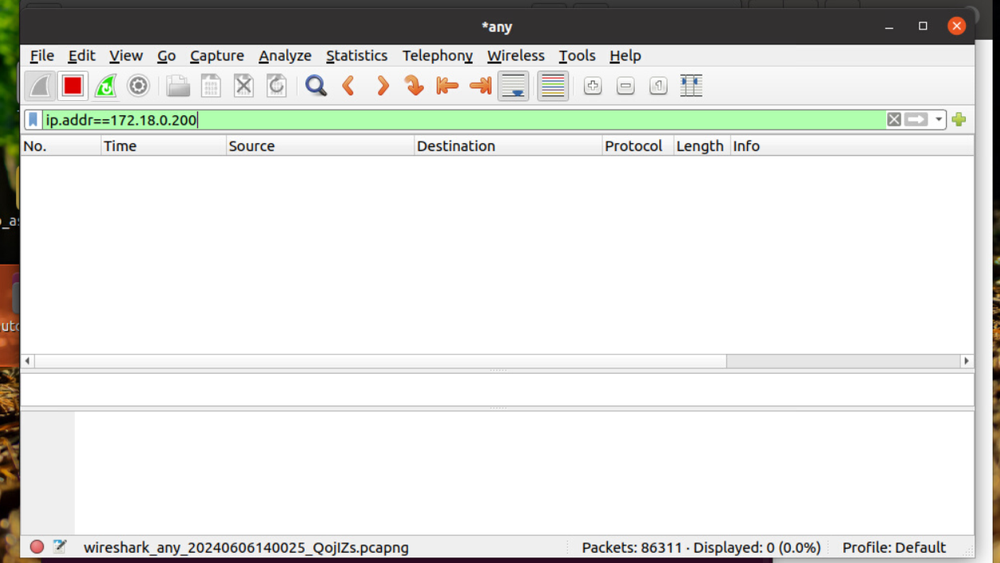 *any
File Edit View Go Capture Analyze Statistics Telephony Wireless Tools Help
ip.addr==172.18.0.200
No. Time Source Destination Protocol Length Info
wireshark_any_20240606140025_QojIZs.pcapng Packets: 86311 · Displayed: 0 (0.0%) Profile: Default